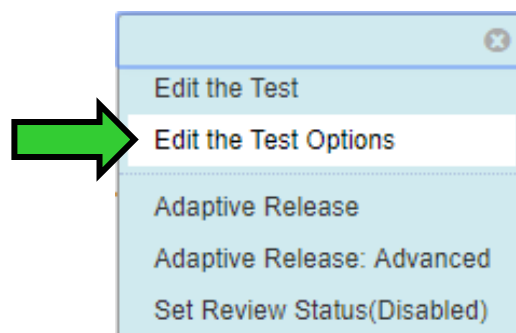 Edit the Test
Edit the Test Options
Adaptive Release
Adaptive Release: Advanced
Set Review Status(Disabled)